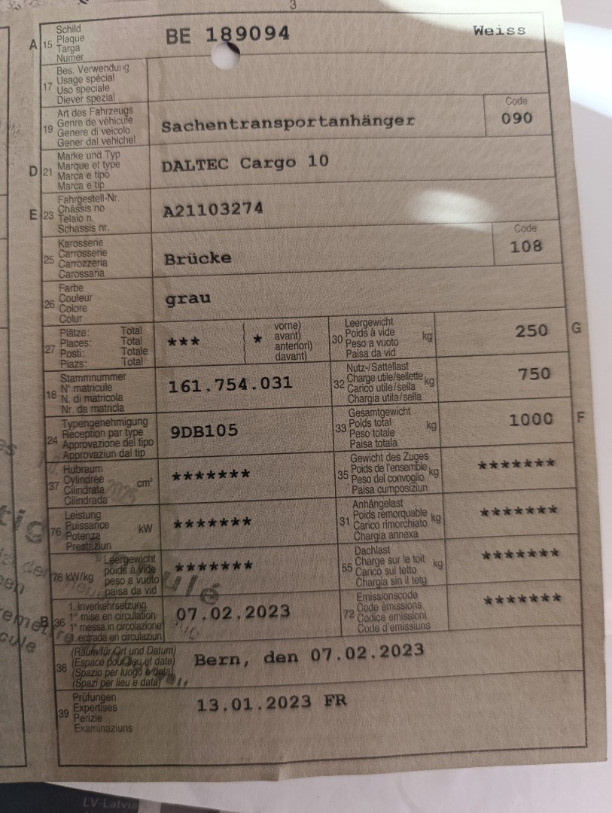 3
A 15 Schild
Plaque
Targa
Numer
BE 189094 Weiss
17 Bes. Verwendung
Usage spécial
Uso speciale
Diever spezial
19 Art des Fahrzeugs
Genre de véhicule
Genere di veicolo
Gener dal vehichel
Sachentransportanhänger
Code
090
D 21 Marke und Typ
Marque et type
Marca e tipo
Marca e tip
DALTEC Cargo 10
E 23 Fahrgestell-Nr.
Châssis no
Telaio n.
Schassis nr.
A21103274
25 Karosserie
Carrosserie
Carrozzeria
Carossaria
Brücke
Code
108
26 Farbe
Couleur
Colore
Colur
grau
27 Plätze: Total
Places: Total
Posti: Totale
Plazs: Total
*** * vorne)
avant)
anteriori)
davant)
30 Leergewicht
Poids à vide
Peso a vuoto
Paisa da vid
kg 250 G
18 Stammnummer
N° matricule
N. di matricola
Nr. da matricla
161.754.031
32 Nutz-/Sattellast
Charge utile/sellette
Carico utile/sella
Chargia utila/sella
kg 750
24 Typengenehmigung
Réception par type
Approvazione del tipo
Approvaziun dal tip
9DB105
33 Gesamtgewicht
Poids total
Peso totale
Paisa totala
kg 1000 F
37 Hubraum
Cylindrée
Cilindrata
Cilindrada
cm³ *******
35 Gewicht des Zuges
Poids de l'ensemble
Peso del convoglio
Paisa cumposiziun
kg *******
76 Leistung
Puissance
Potenza
Prestaziun
kW *******
31 Anhängelast
Poids remorquable
Carico rimorchiato
Chargia annexa
kg *******
78 kW/kg Leergewicht
poids à vide
peso a vuoto
paisa da vid
*******
55 Dachlast
Charge sur le toit
Carico sul tetto
Chargia sin il tetg
kg *******
B 36 1. Inverkehrsetzung
1re mise en circulation
1a messa in circolazione
1. entrada en circulaziun
07.02.2023
72 Emissionscode
Code émissions
Codice emissioni
Code d'emissiuns
*******
38 (Raum für Ort und Datum)
(Espace pour lieu et date)
(Spazio per luogo e data)
(Spazi per lieu e data)
Bern, den 07.02.2023
39 Prüfungen
Expertises
Perizie
Examinaziuns
13.01.2023 FR
LV-Latvia